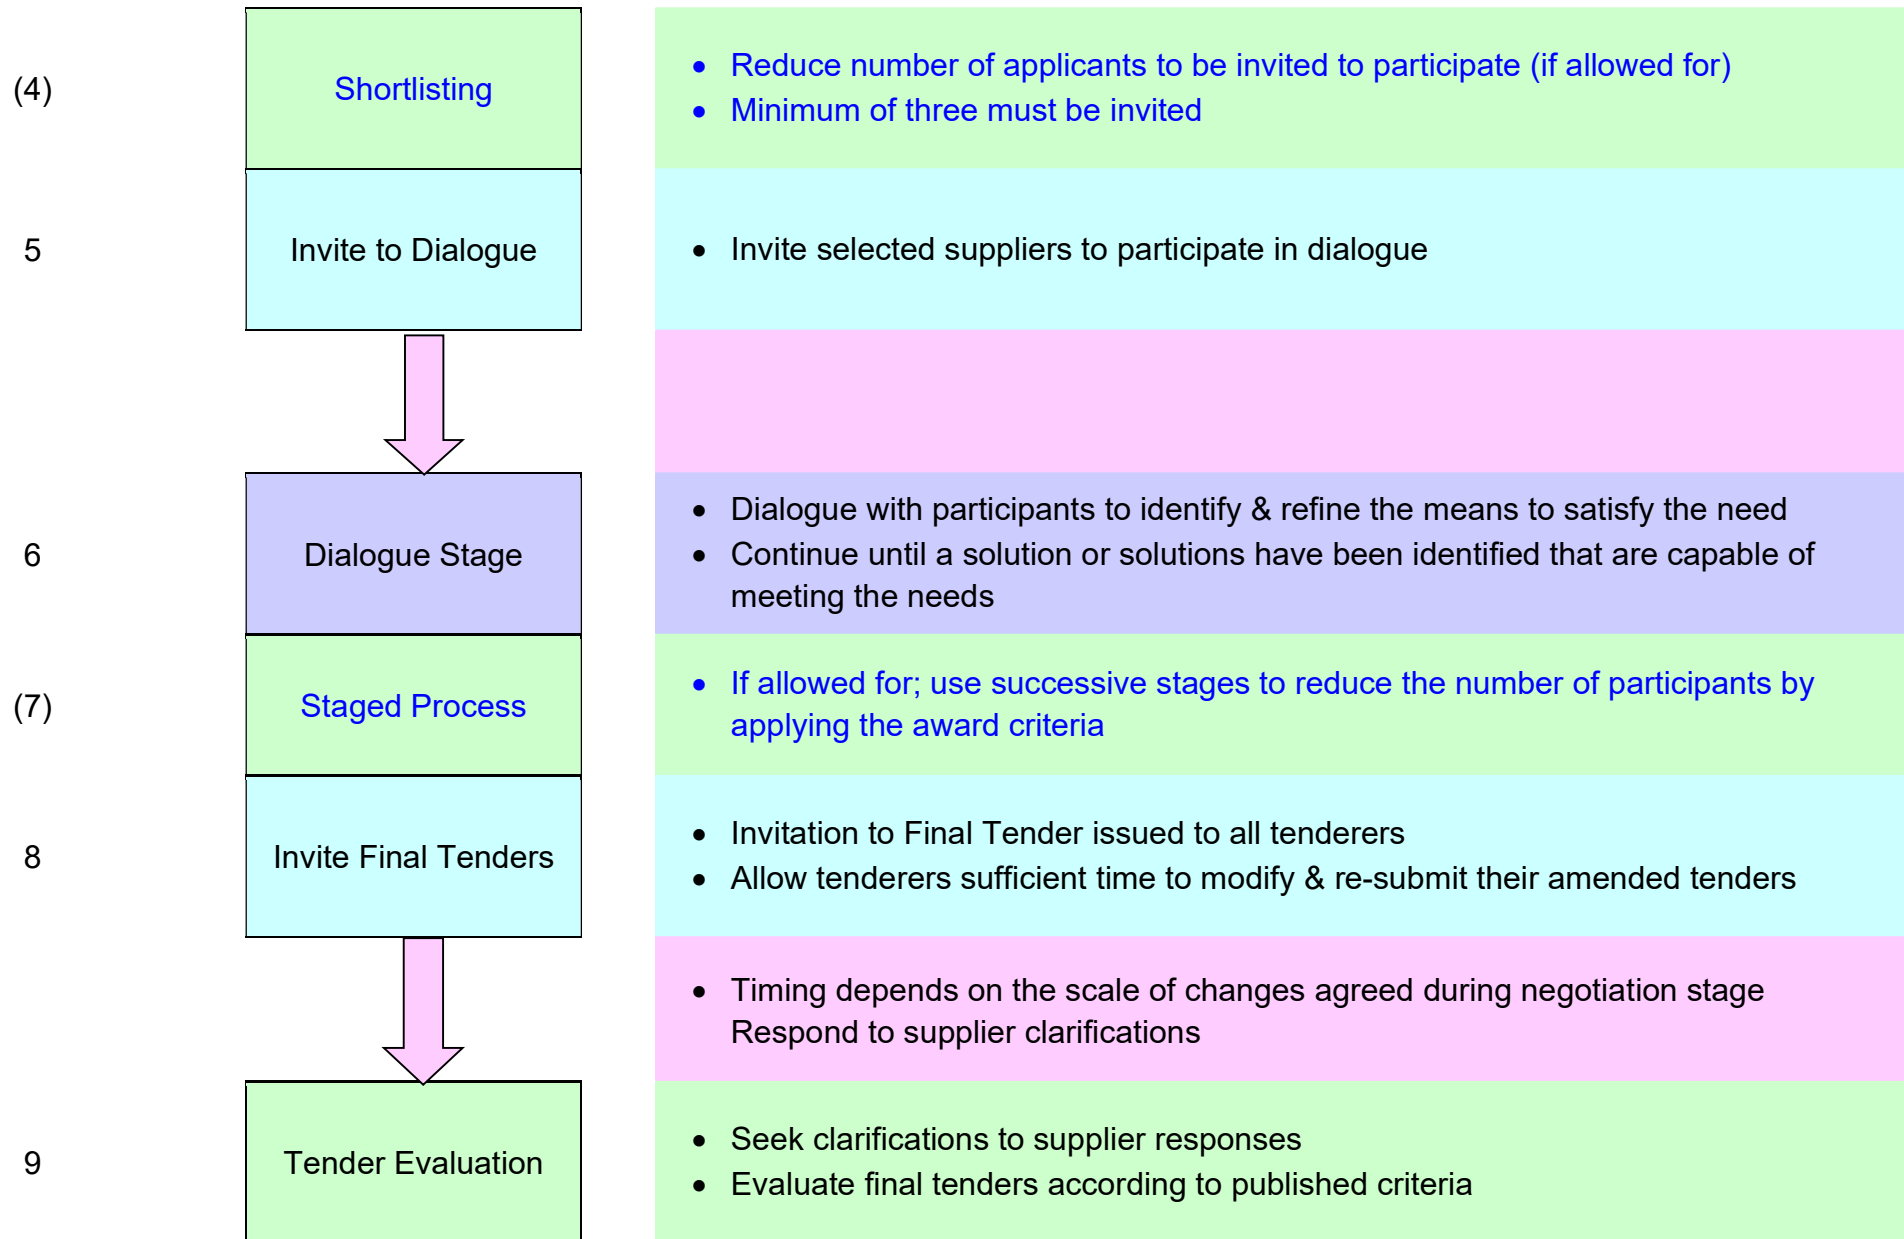 (4)
Shortlisting
• Reduce number of applicants to be invited to participate (if allowed for)
• Minimum of three must be invited
5
Invite to Dialogue
• Invite selected suppliers to participate in dialogue
6
Dialogue Stage
• Dialogue with participants to identify & refine the means to satisfy the need
• Continue until a solution or solutions have been identified that are capable of
meeting the needs
(7)
Staged Process
• If allowed for; use successive stages to reduce the number of participants by
applying the award criteria
8
Invite Final Tenders
• Invitation to Final Tender issued to all tenderers
• Allow tenderers sufficient time to modify & re-submit their amended tenders
• Timing depends on the scale of changes agreed during negotiation stage
Respond to supplier clarifications
9
Tender Evaluation
• Seek clarifications to supplier responses
• Evaluate final tenders according to published criteria